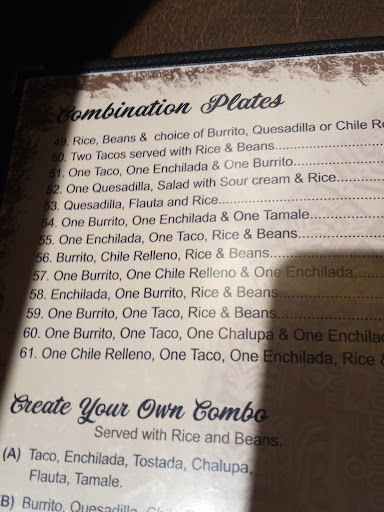 Combination Plates
49. Rice, Beans & choice of Burrito, Quesadilla or Chile Re
50. Two Tacos served with Rice & Beans
51. One Taco, One Enchilada & One Burrito
52. One Quesadilla, Salad with Sour cream & Rice
53. Quesadilla, Flauta and Rice
54. One Burrito, One Enchilada & One Tamale
55. One Enchilada, One Taco, Rice & Beans
56. Burrito, Chile Relleno, Rice & Beans
57. One Burrito, One Chile Relleno & One Enchilada
58. Enchilada, One Burrito, Rice & Beans
59. One Burrito, One Taco, Rice & Beans
60. One Burrito, One Taco, One Chalupa & One Enchilad
61. One Chile Relleno, One Taco, One Enchilada, Rice &
Create Your Own Combo
Served with Rice and Beans.
(A) Taco, Enchilada, Tostada, Chalupa,
Flauta, Tamale.
(B) Burrito, Quesadilla,